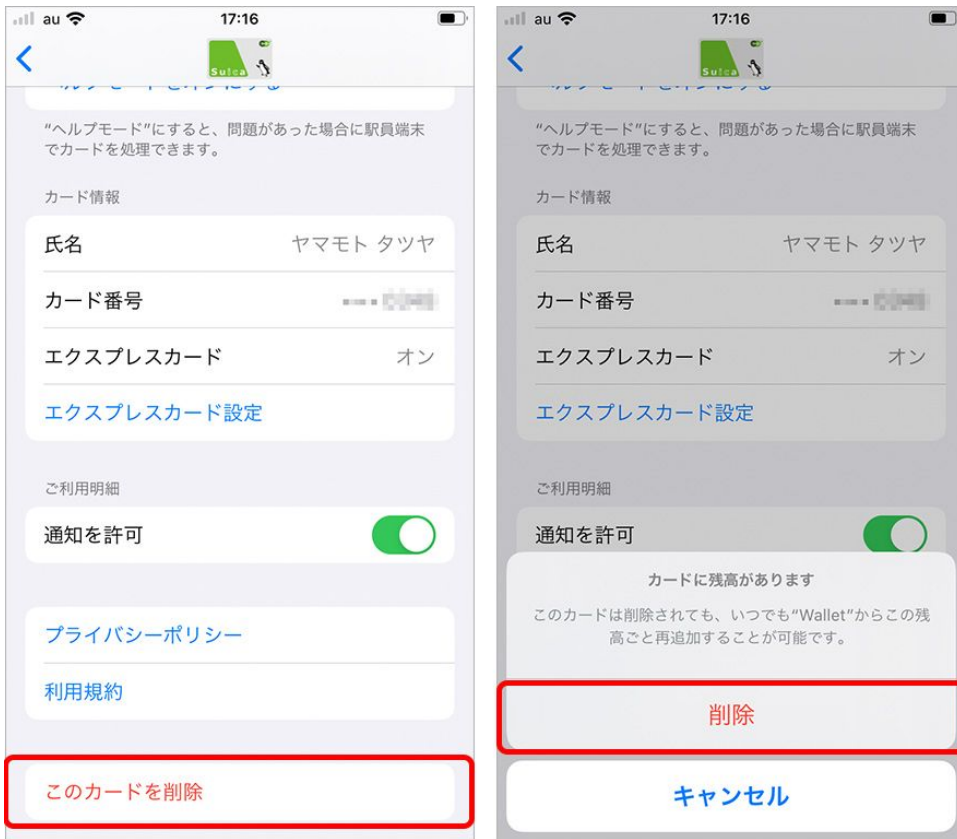 au 17:16
Suica
"ヘルプモード"にすると、問題があった場合に駅員端末
でカードを処理できます。
カード情報
氏名 ヤマモト タツヤ
カード番号
エクスプレスカード オン
エクスプレスカード設定
ご利用明細
通知を許可
プライバシーポリシー
利用規約
このカードを削除
au 17:16
Suica
"ヘルプモード"にすると、問題があった場合に駅員端末
でカードを処理できます。
カード情報
氏名 ヤマモト タツヤ
カード番号
エクスプレスカード オン
エクスプレスカード設定
ご利用明細
通知を許可
カードに残高があります
このカードは削除されても、いつでも"Wallet"からこの残
高ごと再追加することが可能です。
削除
キャンセル